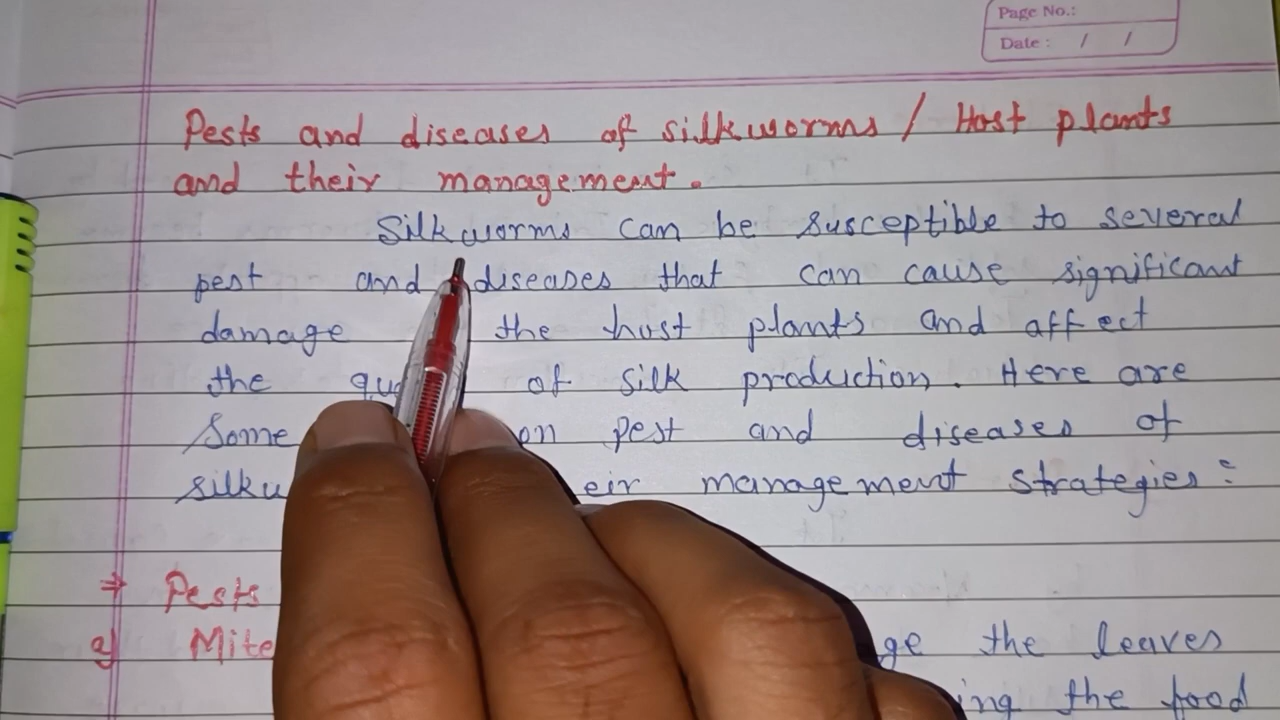 Page No.:
Date : / /
Pests and diseases of silkworms / Host plants
and their management.
Silkworms can be susceptible to several
pest and diseases that can cause significant
damage the host plants and affect
the of silk production. Here are
Some pest and diseases of
management strategies:
⇒ Pests
a) the leaves
the food